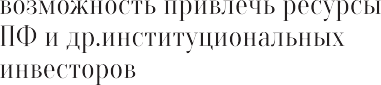 возможность привлечь ресурсы
ПФ и др.институциональных
инвесторов